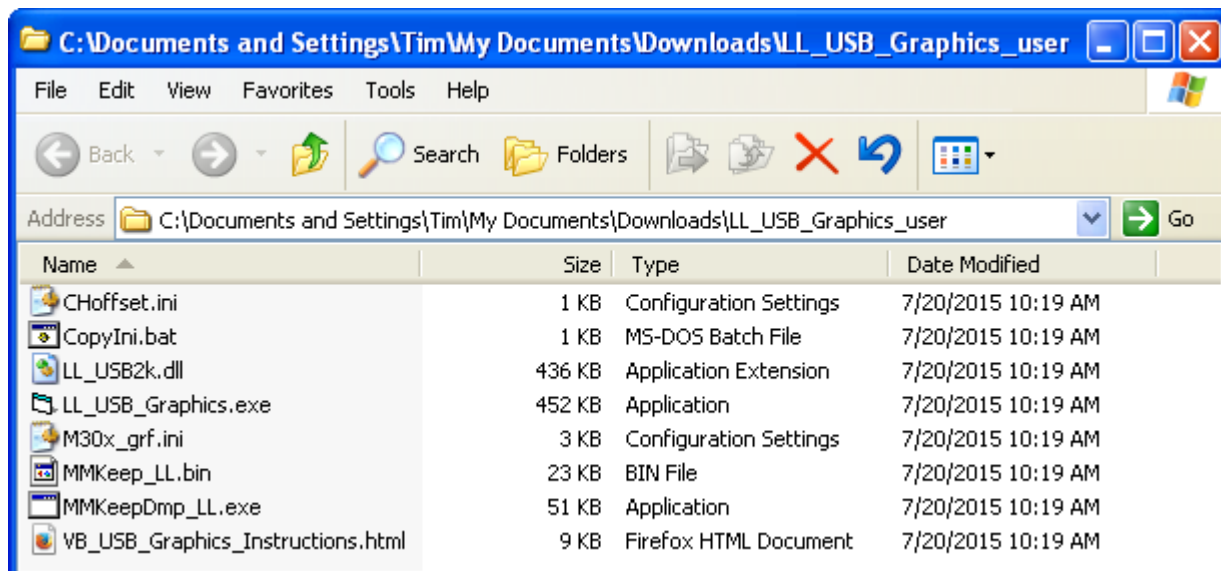 C:\Documents and Settings\Tim\My Documents\Downloads\LL_USB_Graphics_user
File Edit View Favorites Tools Help
Back Search Folders
Address C:\Documents and Settings\Tim\My Documents\Downloads\LL_USB_Graphics_user Go
Name Size Type Date Modified
CHoffset.ini 1 KB Configuration Settings 7/20/2015 10:19 AM
CopyIni.bat 1 KB MS-DOS Batch File 7/20/2015 10:19 AM
LL_USB2k.dll 436 KB Application Extension 7/20/2015 10:19 AM
LL_USB_Graphics.exe 452 KB Application 7/20/2015 10:19 AM
M30x_grf.ini 3 KB Configuration Settings 7/20/2015 10:19 AM
MMKeep_LL.bin 23 KB BIN File 7/20/2015 10:19 AM
MMKeepDmp_LL.exe 51 KB Application 7/20/2015 10:19 AM
VB_USB_Graphics_Instructions.html 9 KB Firefox HTML Document 7/20/2015 10:19 AM